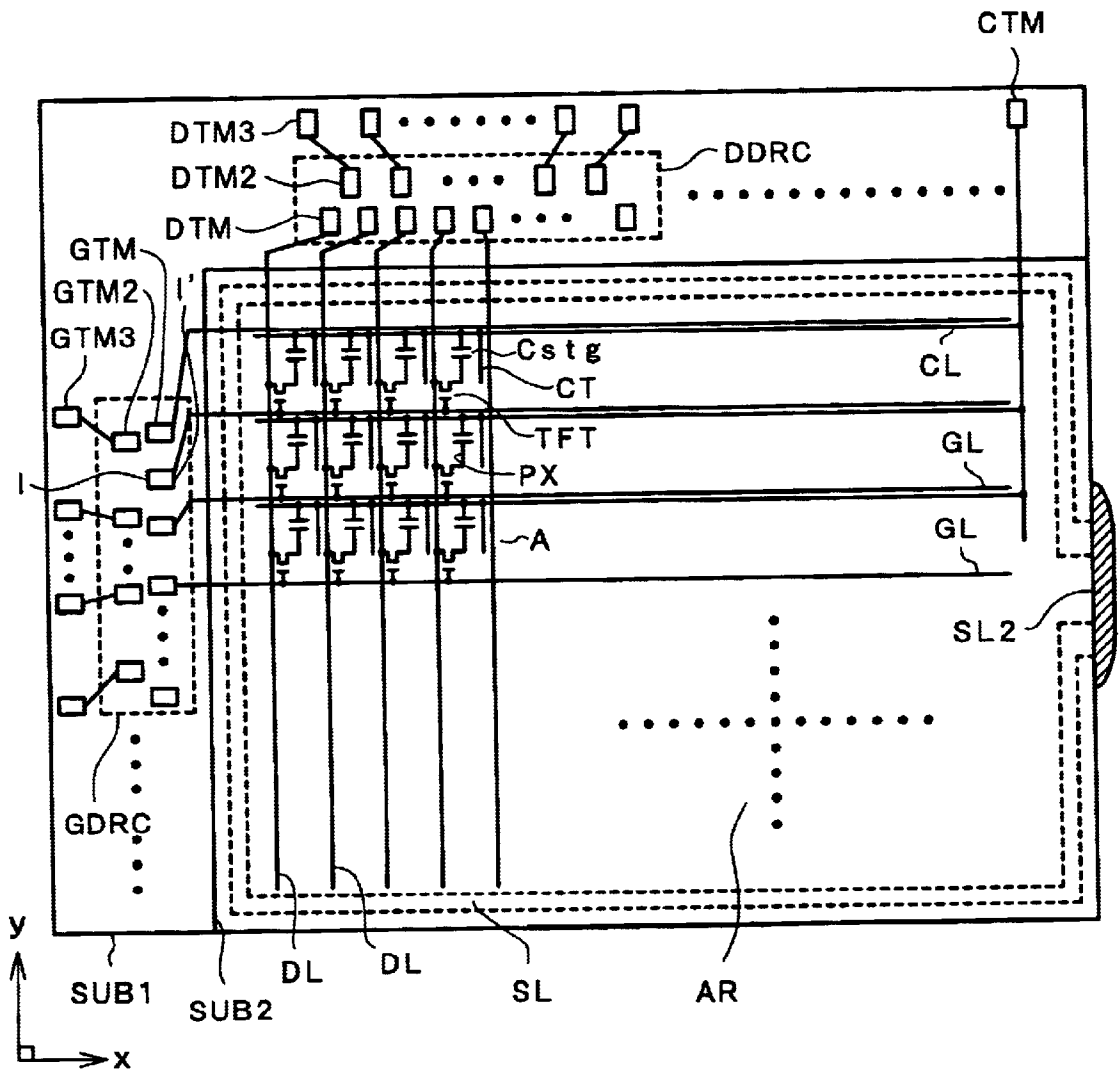 CTM
DTM3
DTM2
DDRC
DTM
GTM
I'
GTM2
GTM3
Cstg
CL
CT
TFT
GL
PX
I
A
GL
SL2
GDRC
y
SUB1
SUB2
DL
DL
SL
AR
x